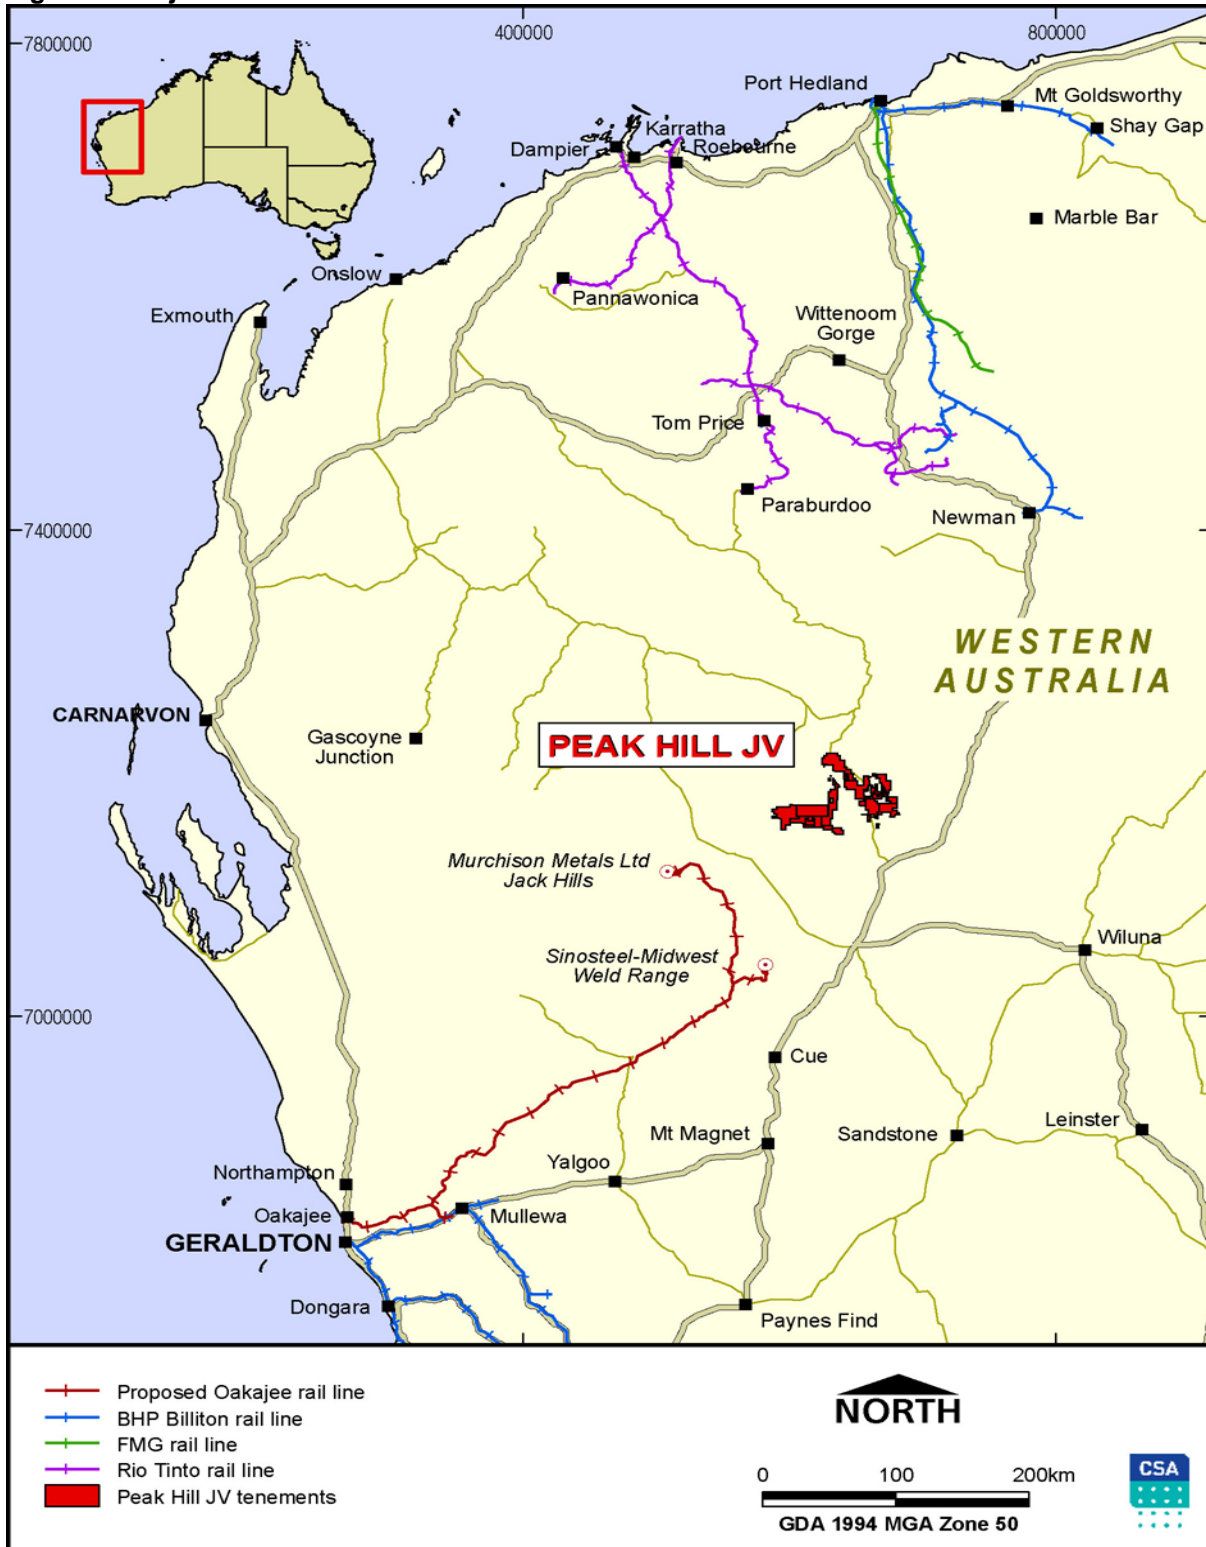 400000
800000
7800000
Port Hedland
Mt Goldsworthy
Shay Gap
Karratha
Dampier
Roebourne
Marble Bar
Onslow
Pannawonica
Exmouth
Wittenoom
Gorge
Tom Price
Paraburdoo
Newman
7400000
WESTERN
AUSTRALIA
CARNARVON
Gascoyne
Junction
PEAK HILL JV
Murchison Metals Ltd
Jack Hills
Sinosteel-Midwest
Weld Range
Wiluna
7000000
Cue
Mt Magnet
Sandstone
Leinster
Yalgoo
Northampton
Oakajee
Mullewa
GERALDTON
Dongara
Paynes Find
Proposed Oakajee rail line
BHP Billiton rail line
FMG rail line
Rio Tinto rail line
Peak Hill JV tenements
NORTH
0 100 200km
GDA 1994 MGA Zone 50
CSA